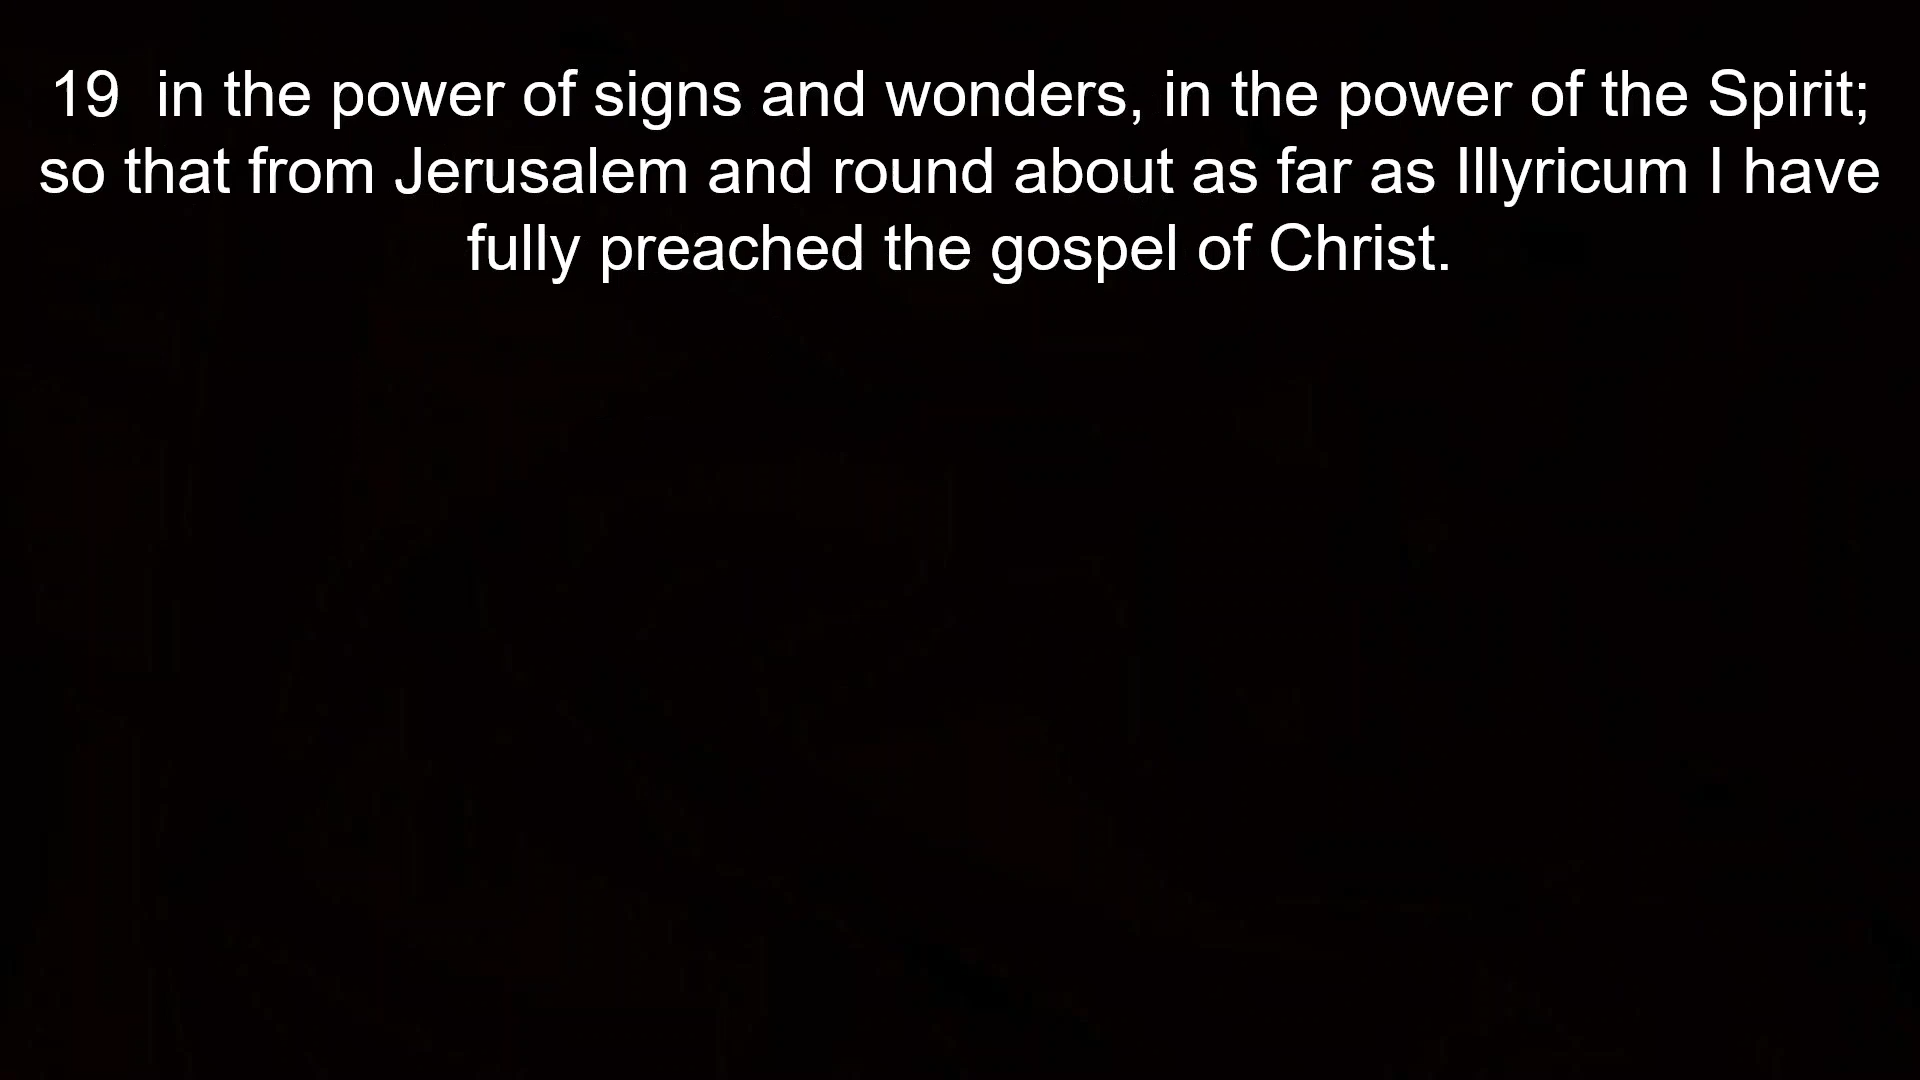 19  in the power of signs and wonders, in the power of the Spirit;
so that from Jerusalem and round about as far as Illyricum I have
fully preached the gospel of Christ.